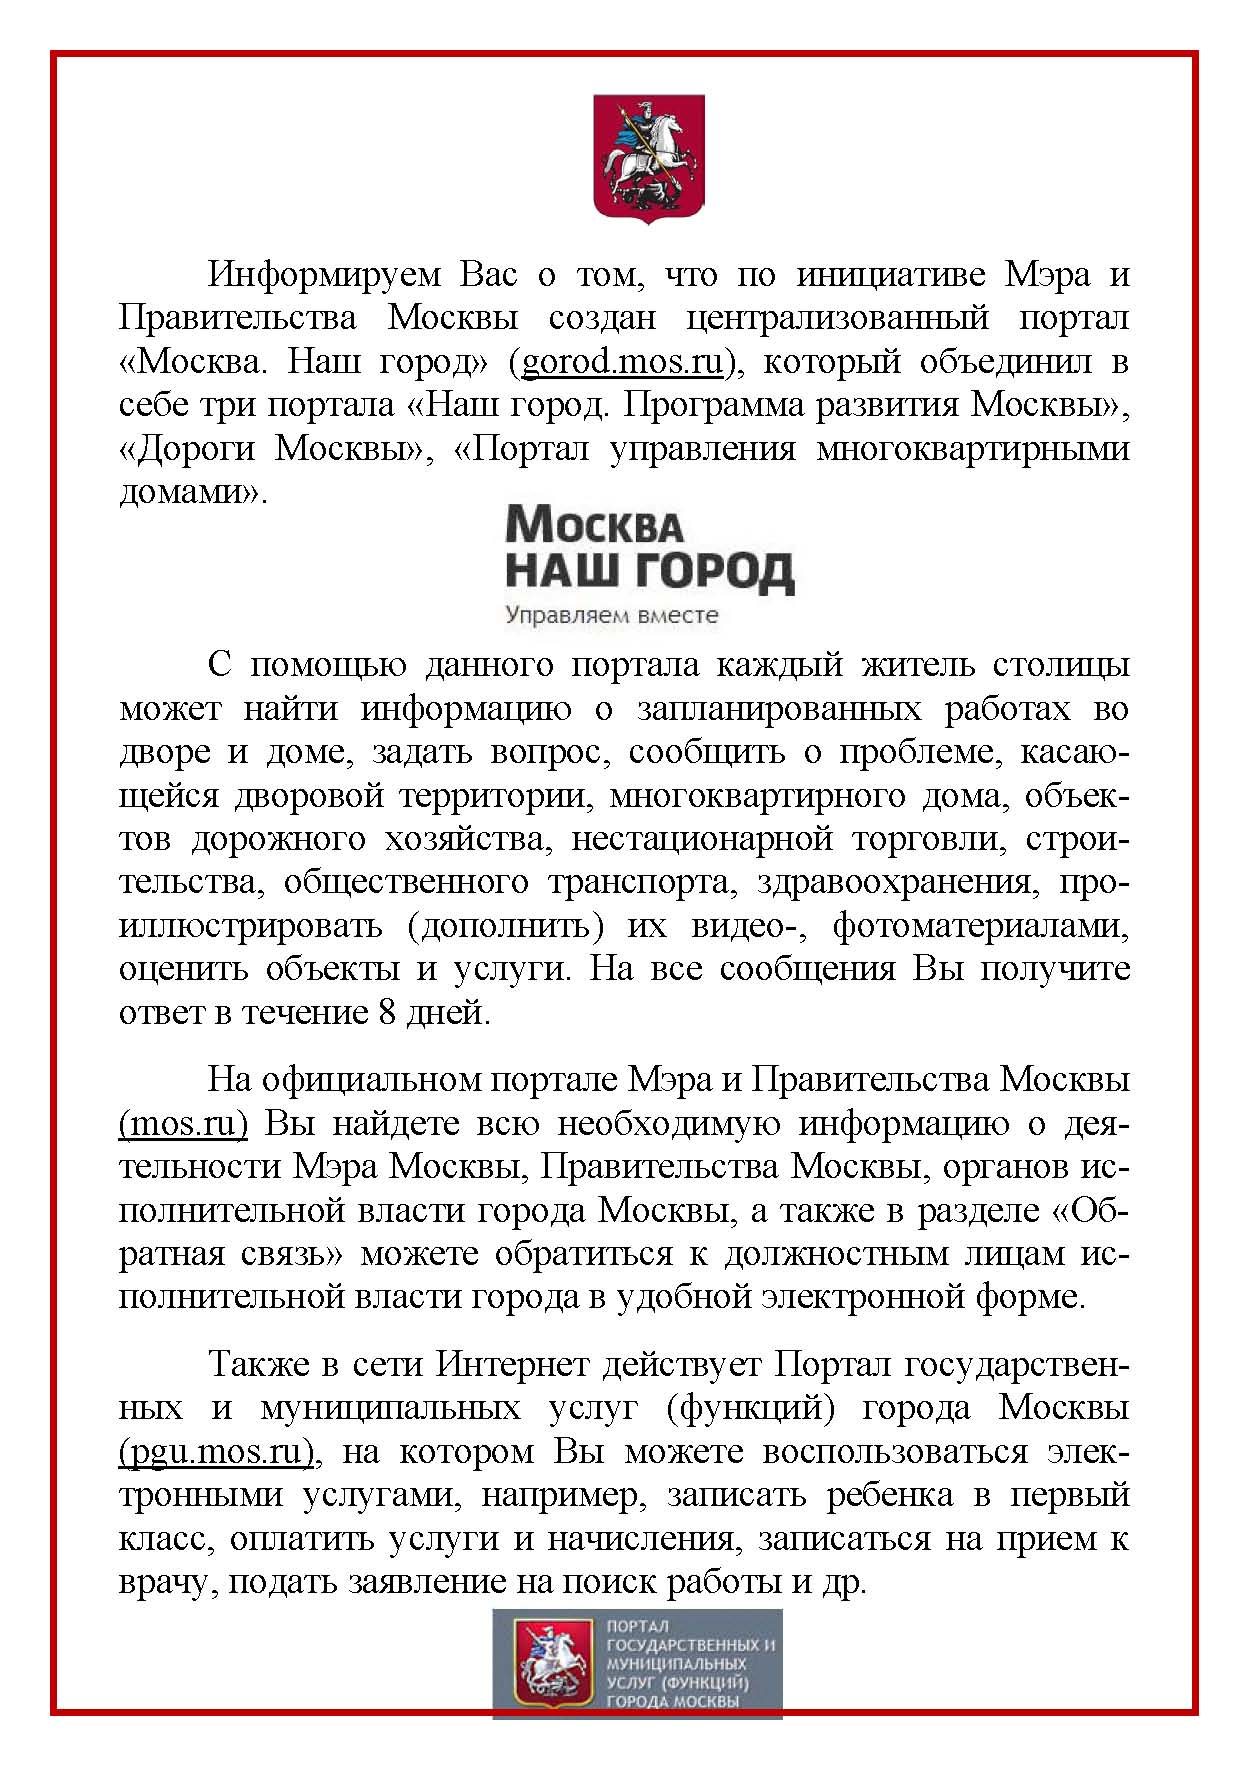 Информируем Вас о том, что по инициативе Мэра и
Правительства Москвы создан централизованный портал
«Москва. Наш город» (gorod.mos.ru), который объединил в
себе три портала «Наш город. Программа развития Москвы»,
«Дороги Москвы», «Портал управления многоквартирными
домами».
МОСКВА
НАШ ГОРОД
Управляем вместе
С помощью данного портала каждый житель столицы
может найти информацию о запланированных работах во
дворе и доме, задать вопрос, сообщить о проблеме, касаю-
щейся дворовой территории, многоквартирного дома, объек-
тов дорожного хозяйства, нестационарной торговли, строи-
тельства, общественного транспорта, здравоохранения, про-
иллюстрировать (дополнить) их видео-, фотоматериалами,
оценить объекты и услуги. На все сообщения Вы получите
ответ в течение 8 дней.
На официальном портале Мэра и Правительства Москвы
(mos.ru) Вы найдете всю необходимую информацию о дея-
тельности Мэра Москвы, Правительства Москвы, органов ис-
полнительной власти города Москвы, а также в разделе «Об-
ратная связь» можете обратиться к должностным лицам ис-
полнительной власти города в удобной электронной форме.
Также в сети Интернет действует Портал государствен-
ных и муниципальных услуг (функций) города Москвы
(pgu.mos.ru), на котором Вы можете воспользоваться элек-
тронными услугами, например, записать ребенка в первый
класс, оплатить услуги и начисления, записаться на прием к
врачу, подать заявление на поиск работы и др.
ПОРТАЛ
ГОСУДАРСТВЕННЫХ И
МУНИЦИПАЛЬНЫХ
УСЛУГ (ФУНКЦИЙ)
ГОРОДА МОСКВЫ